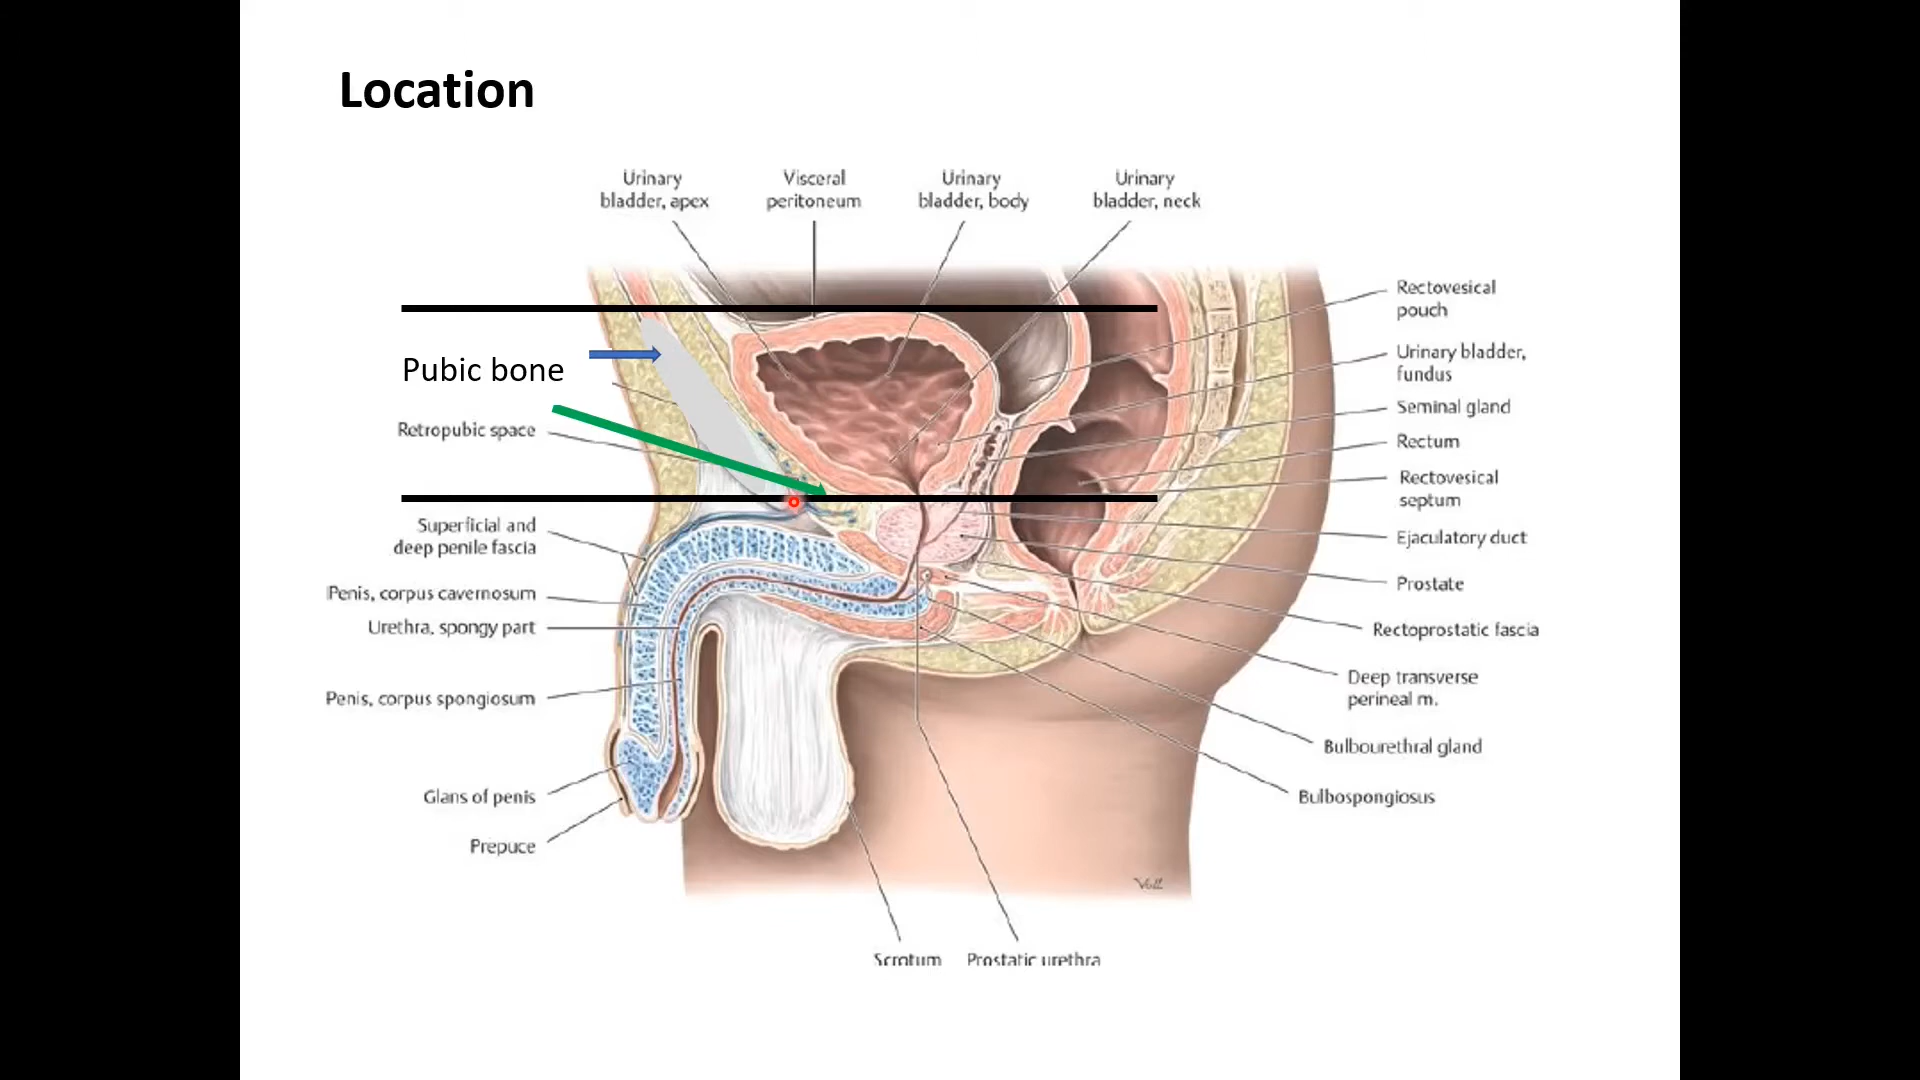 Location
Urinary
bladder, apex
Visceral
peritoneum
Urinary
bladder, body
Urinary
bladder, neck
Pubic bone
Retropubic space
Superficial and
deep penile fascia
Penis, corpus cavernosum
Urethra, spongy part
Penis, corpus spongiosum
Glans of penis
Prepuce
Rectovesical
pouch
Urinary bladder,
fundus
Seminal gland
Rectum
Rectovesical
septum
Ejaculatory duct
Prostate
Rectoprostatic fascia
Deep transverse
perineal m.
Bulbourethral gland
Bulbospongiosus
Voll
Scrotum
Prostatic urethra